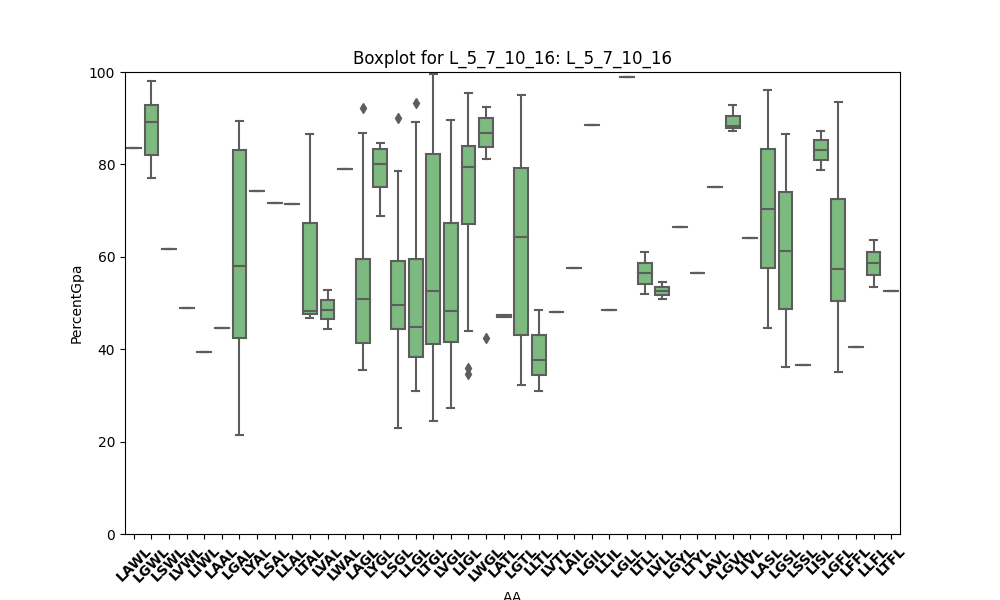 Boxplot for L_5_7_10_16: L_5_7_10_16
100
80
60
40
20
0
PercentGpa
LAWL LGWL LSWL LVWL LIWL LAAL LGAL LYAL LSAL LLAL LTAL LVAL LWAL LAGL LYGL LSGL LLGL LTGL LVGL LIGL LWGL LATL LGTL LLTL LVTL LAIL LGIL LLIL LGLL LTLL LVLL LGYL LTYL LAVL LGVL LIVL LASL LGSL LSSL LISL LGFL LFFL LLFL LTFL
AA